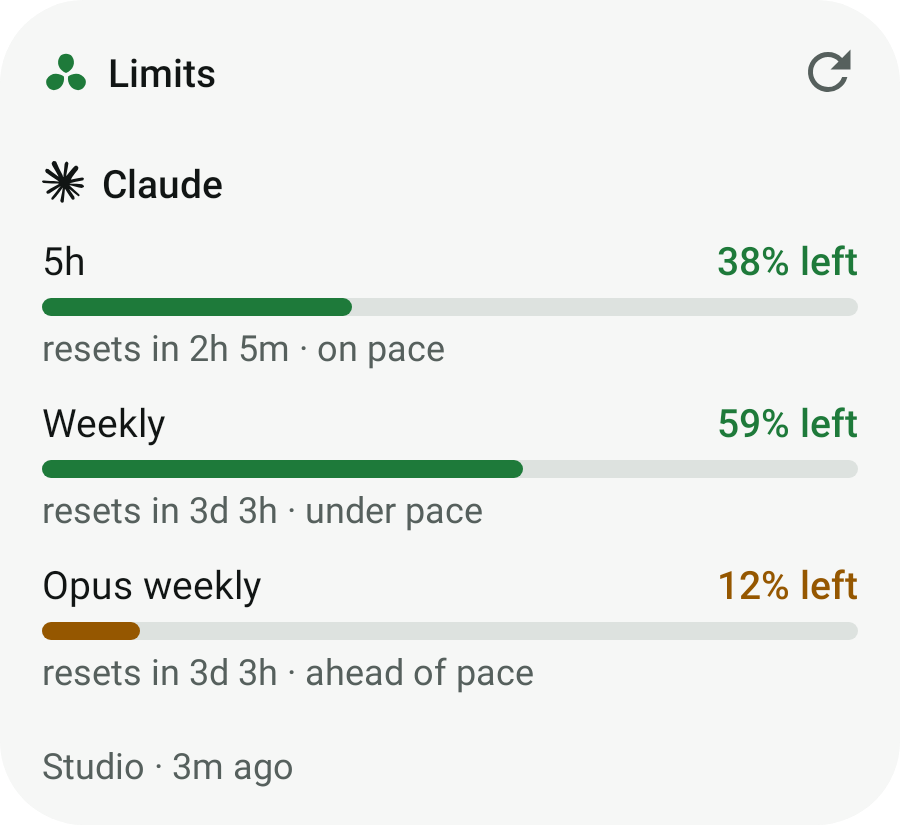 Limits
Claude
5h 38% left
resets in 2h 5m · on pace
Weekly 59% left
resets in 3d 3h · under pace
Opus weekly 12% left
resets in 3d 3h · ahead of pace
Studio · 3m ago